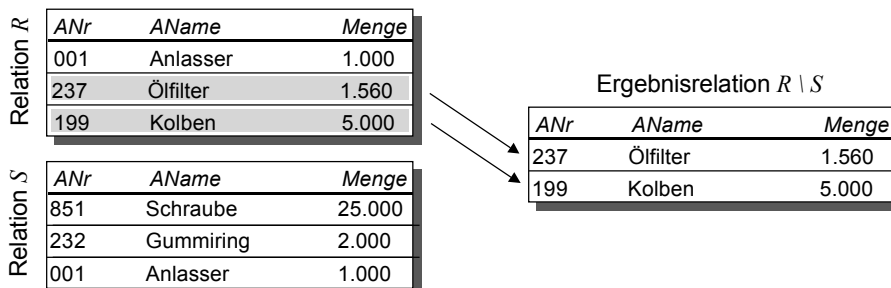 Relation R
ANr AName Menge
001 Anlasser 1.000
237 Ölfilter 1.560
199 Kolben 5.000
Relation S
ANr AName Menge
851 Schraube 25.000
232 Gummiring 2.000
001 Anlasser 1.000
Ergebnisrelation R \ S
ANr AName Menge
237 Ölfilter 1.560
199 Kolben 5.000